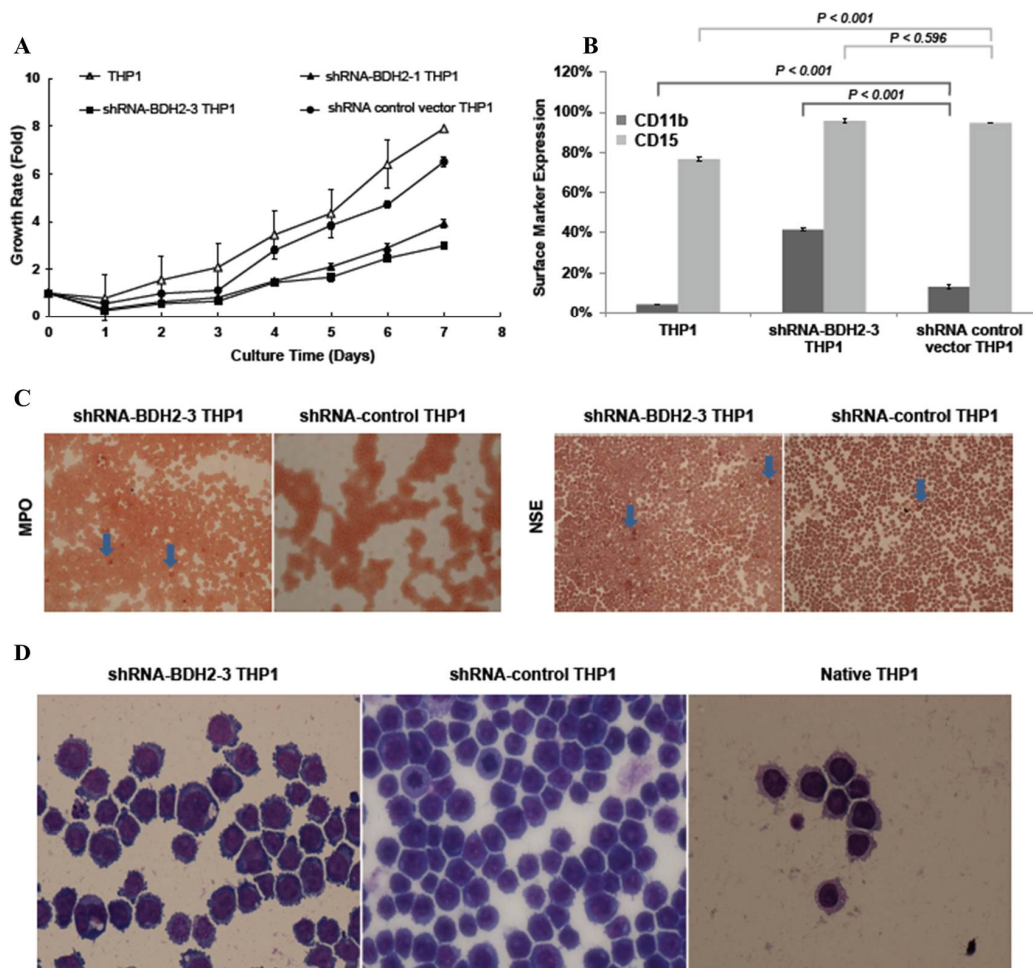 A
THP1
shRNA-BDH2-1 THP1
shRNA-BDH2-3 THP1
shRNA control vector THP1
Growth Rate (Fold)
10
8
6
4
2
0
0 1 2 3 4 5 6 7 8
Culture Time (Days)
B
P < 0.001
P < 0.596
P < 0.001
P < 0.001
CD11b
CD15
Surface Marker Expression
120%
100%
80%
60%
40%
20%
0%
THP1
shRNA-BDH2-3
THP1
shRNA control
vector THP1
C
shRNA-BDH2-3 THP1
shRNA-control THP1
shRNA-BDH2-3 THP1
shRNA-control THP1
MPO
NSE
D
shRNA-BDH2-3 THP1
shRNA-control THP1
Native THP1